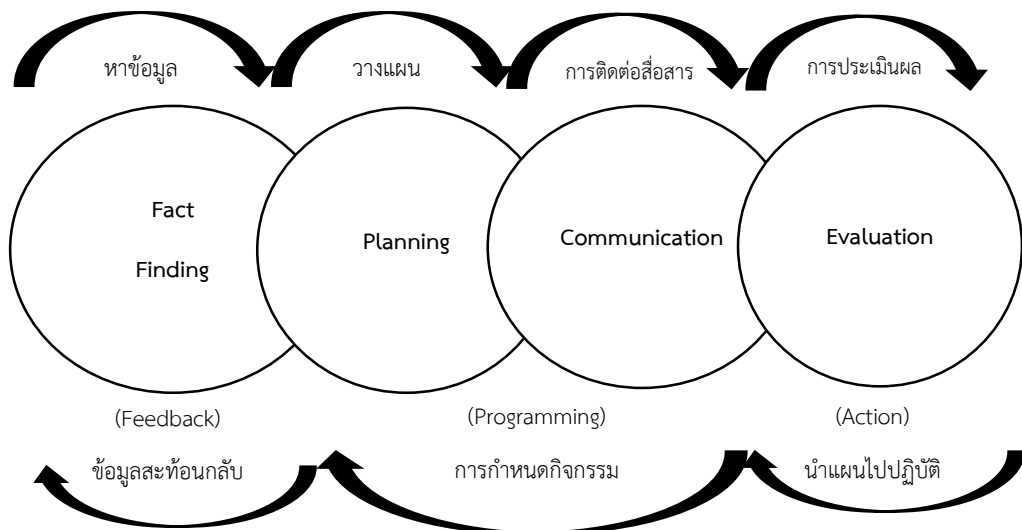 หาข้อมูล
วางแผน
การติดต่อสื่อสาร
การประเมินผล
Fact
Finding
Planning
Communication
Evaluation
(Feedback)
(Programming)
(Action)
ข้อมูลสะท้อนกลับ
การกำหนดกิจกรรม
นำแผนไปปฏิบัติ